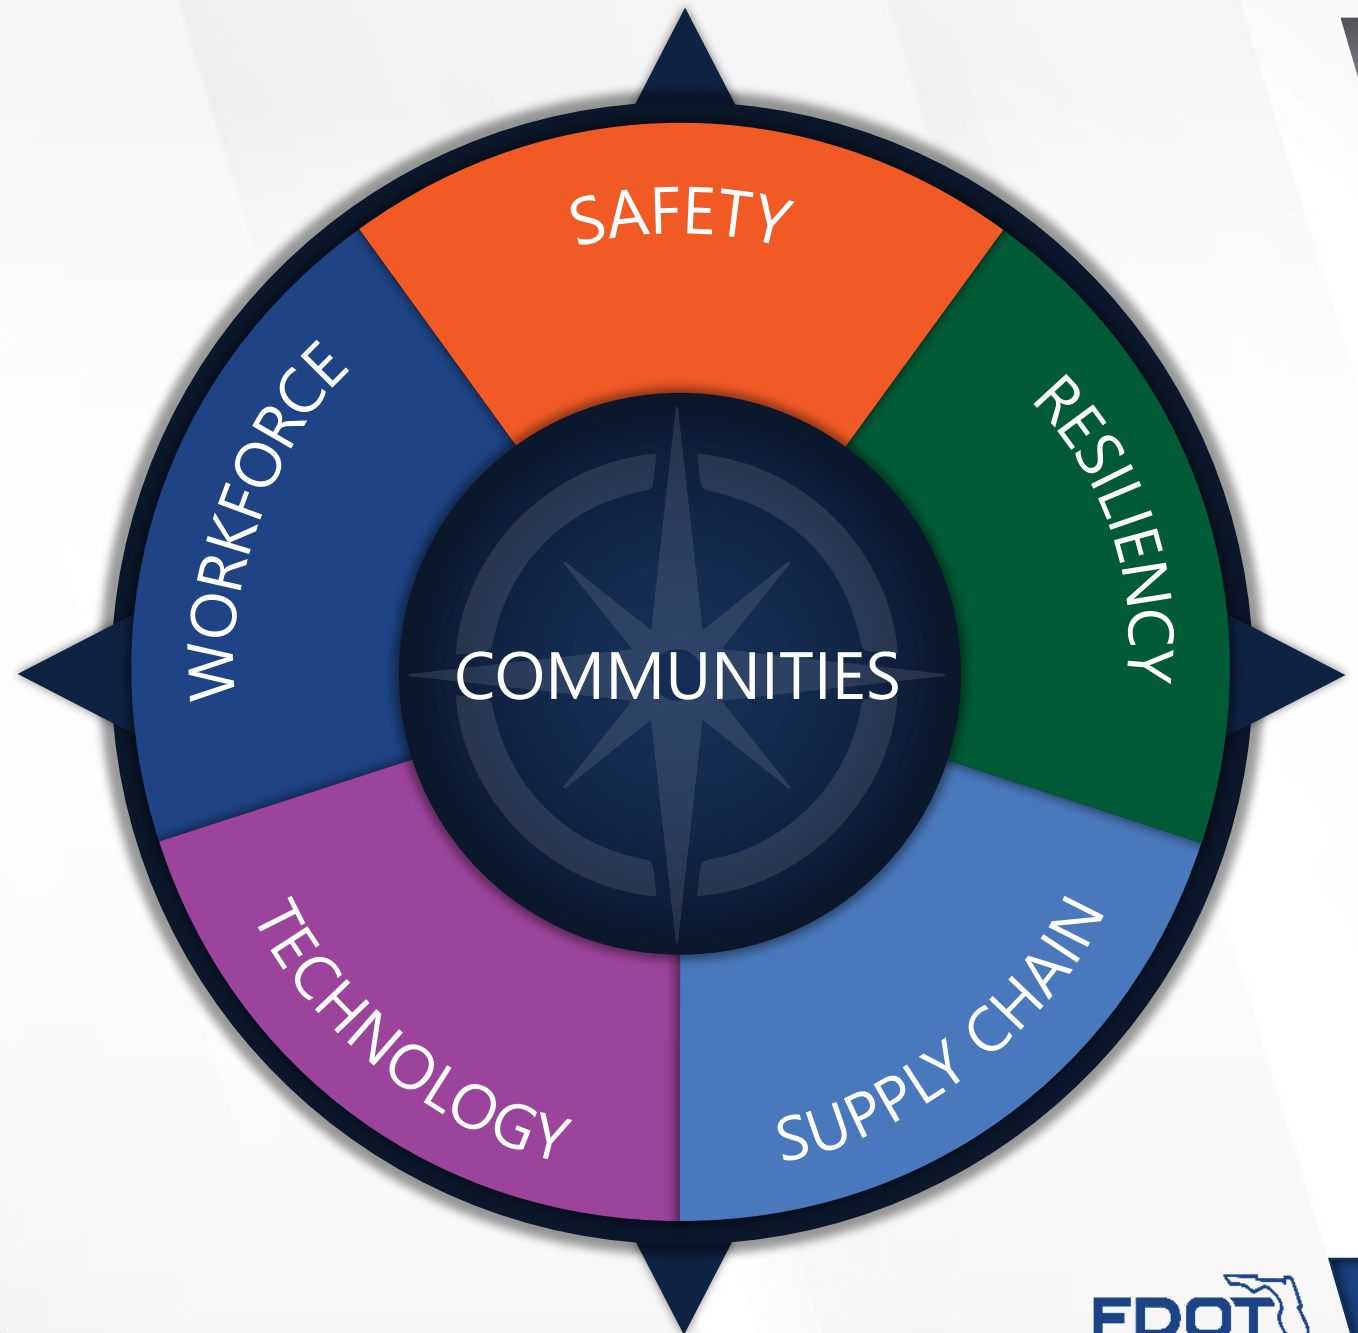 SAFETY
RESILIENCY
SUPPLY CHAIN
TECHNOLOGY
WORKFORCE
COMMUNITIES
FDOT